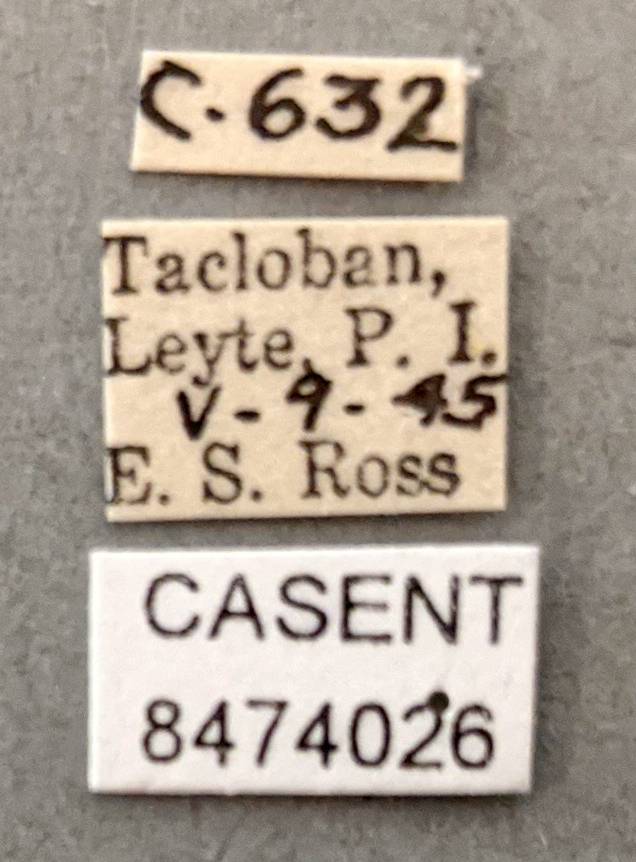 C. 632
Tacloban,
Leyte, P. I.
V - 9 - 45
E. S. Ross
CASENT
8474026